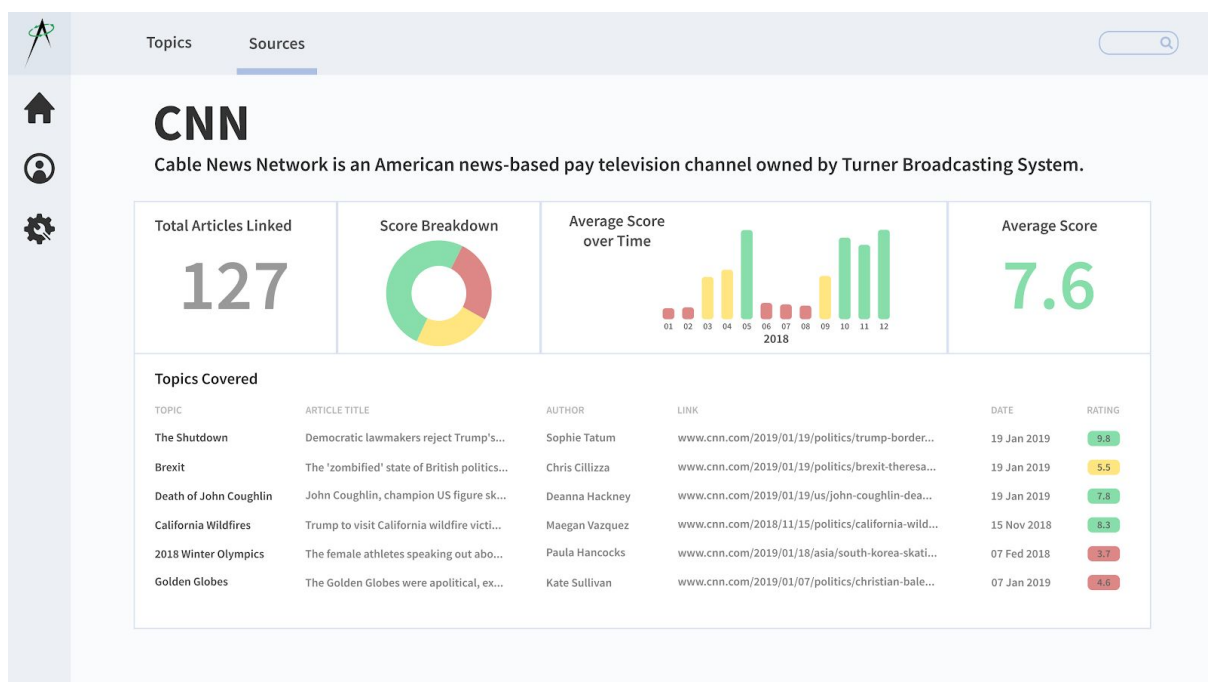 Topics
Sources
CNN
Cable News Network is an American news-based pay television channel owned by Turner Broadcasting System.
Total Articles Linked
127
Score Breakdown
Average Score
over Time
01 02 03 04 05 06 07 08 09 10 11 12
2018
Average Score
7.6
Topics Covered
TOPIC ARTICLE TITLE AUTHOR LINK DATE RATING
The Shutdown Democratic lawmakers reject Trump's... Sophie Tatum www.cnn.com/2019/01/19/politics/trump-border... 19 Jan 2019 9.8
Brexit The 'zombified' state of British politics... Chris Cillizza www.cnn.com/2019/01/19/politics/brexit-theresa... 19 Jan 2019 5.5
Death of John Coughlin John Coughlin, champion US figure sk... Deanna Hackney www.cnn.com/2019/01/19/us/john-coughlin-dea... 19 Jan 2019 7.8
California Wildfires Trump to visit California wildfire victi... Maegan Vazquez www.cnn.com/2018/11/15/politics/california-wild... 15 Nov 2018 8.3
2018 Winter Olympics The female athletes speaking out abo... Paula Hancocks www.cnn.com/2019/01/18/asia/south-korea-skati... 07 Fed 2018 3.7
Golden Globes The Golden Globes were apolitical, ex... Kate Sullivan www.cnn.com/2019/01/07/politics/christian-bale... 07 Jan 2019 4.6